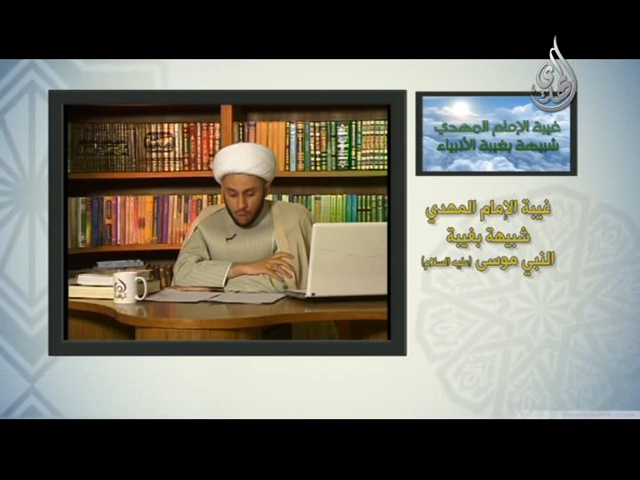 غيبة الإمام المهدي
شبيهة بغيبة الأنبياء
غيبة الإمام المهدي
شبيهة بغيبة
النبي موسى (عليه السلام)